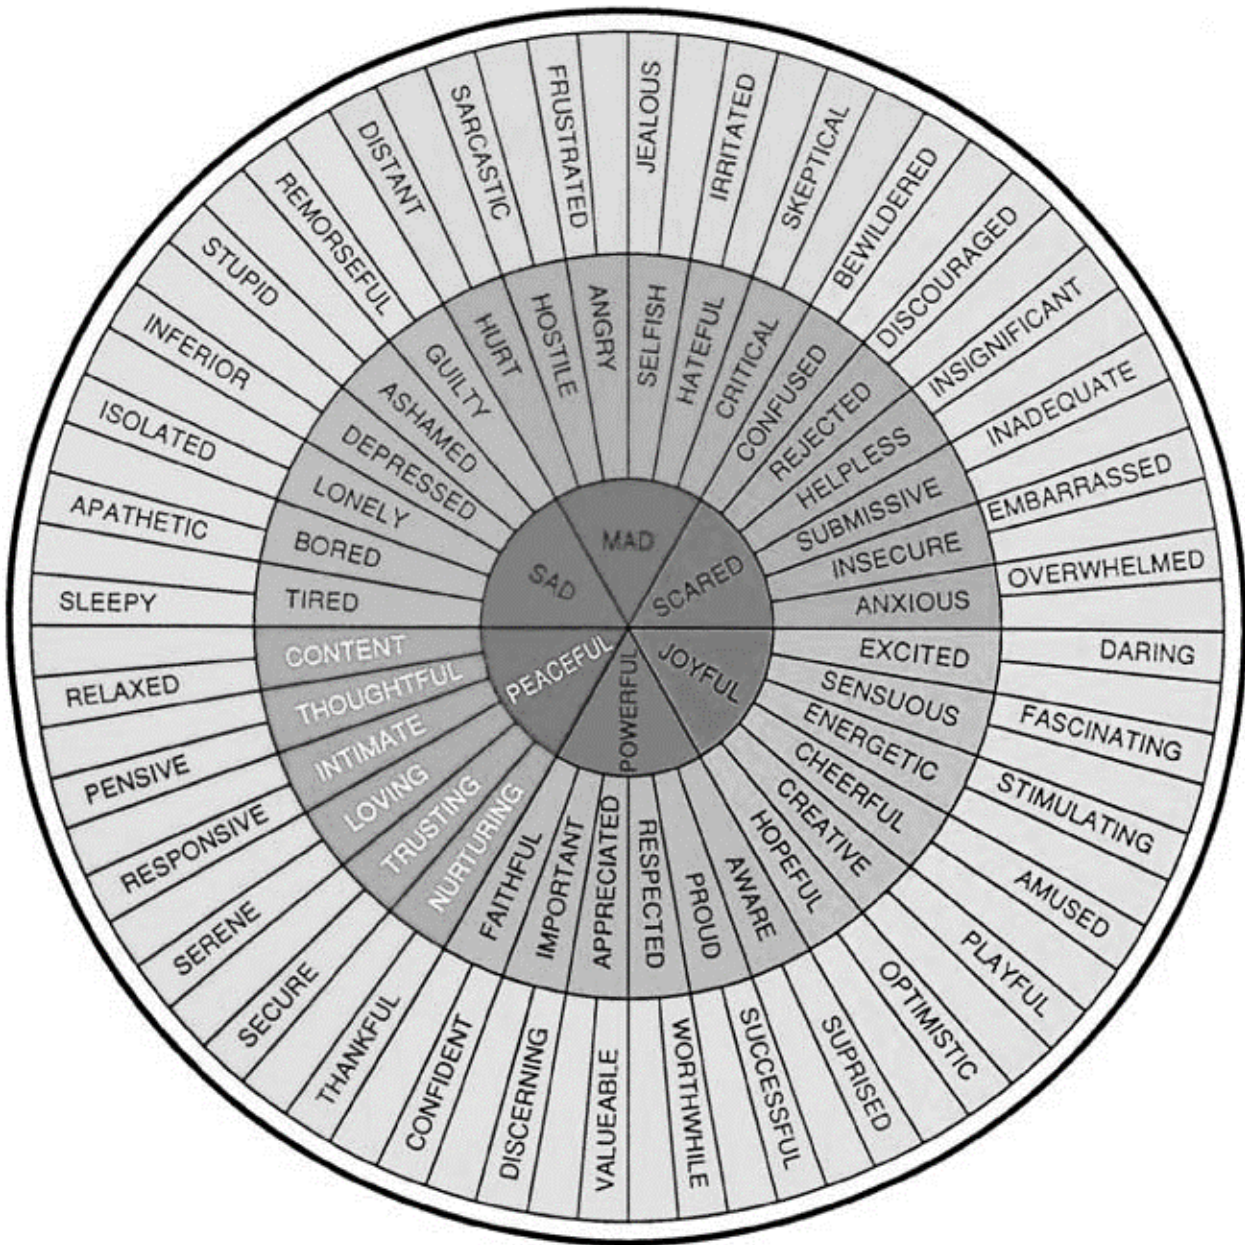 MAD
SCARED
JOYFUL
POWERFUL
PEACEFUL
SAD
HURT
HOSTILE
ANGRY
SELFISH
HATEFUL
CRITICAL
CONFUSED
REJECTED
HELPLESS
SUBMISSIVE
INSECURE
ANXIOUS
EXCITED
SENSUOUS
ENERGETIC
CHEERFUL
CREATIVE
HOPEFUL
AWARE
PROUD
RESPECTED
APPRECIATED
IMPORTANT
FAITHFUL
NURTURING
TRUSTING
LOVING
INTIMATE
THOUGHTFUL
CONTENT
TIRED
BORED
LONELY
DEPRESSED
ASHAMED
GUILTY
DISTANT
SARCASTIC
FRUSTRATED
JEALOUS
IRRITATED
SKEPTICAL
BEWILDERED
DISCOURAGED
INSIGNIFICANT
INADEQUATE
EMBARRASSED
OVERWHELMED
DARING
FASCINATING
STIMULATING
AMUSED
PLAYFUL
OPTIMISTIC
SUPRISED
SUCCESSFUL
WORTHWHILE
VALUEABLE
DISCERNING
CONFIDENT
THANKFUL
SECURE
SERENE
RESPONSIVE
PENSIVE
RELAXED
SLEEPY
APATHETIC
ISOLATED
INFERIOR
STUPID
REMORSEFUL